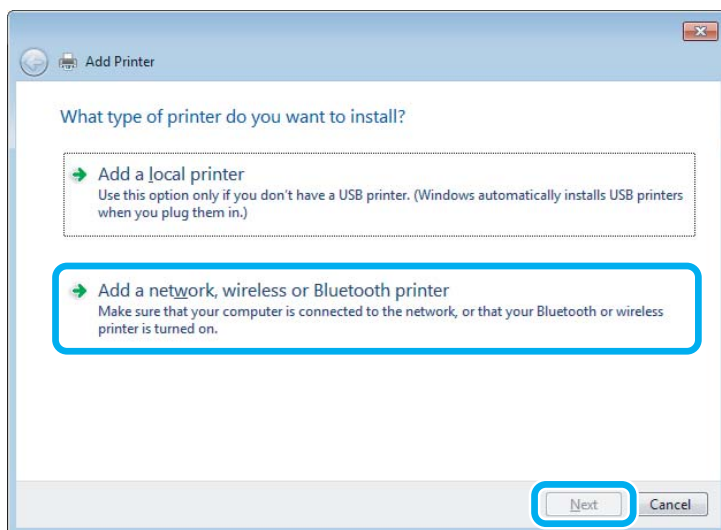 Add Printer
What type of printer do you want to install?
Add a local printer
Use this option only if you don't have a USB printer. (Windows automatically installs USB printers
when you plug them in.)
Add a network, wireless or Bluetooth printer
Make sure that your computer is connected to the network, or that your Bluetooth or wireless
printer is turned on.
Next Cancel